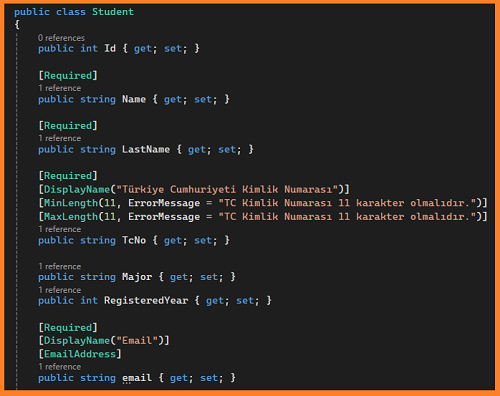 public class Student
{
0 references
public int Id { get; set; }
[Required]
1 reference
public string Name { get; set; }
[Required]
1 reference
public string LastName { get; set; }
[Required]
[DisplayName("Türkiye Cumhuriyeti Kimlik Numarası")]
[MinLength(11, ErrorMessage = "TC Kimlik Numarası 11 karakter olmalıdır.")]
[MaxLength(11, ErrorMessage = "TC Kimlik Numarası 11 karakter olmalıdır.")]
1 reference
public string TcNo { get; set; }
1 reference
public string Major { get; set; }
1 reference
public int RegisteredYear { get; set; }
[Required]
[DisplayName("Email")]
[EmailAddress]
1 reference
public string email { get; set; }